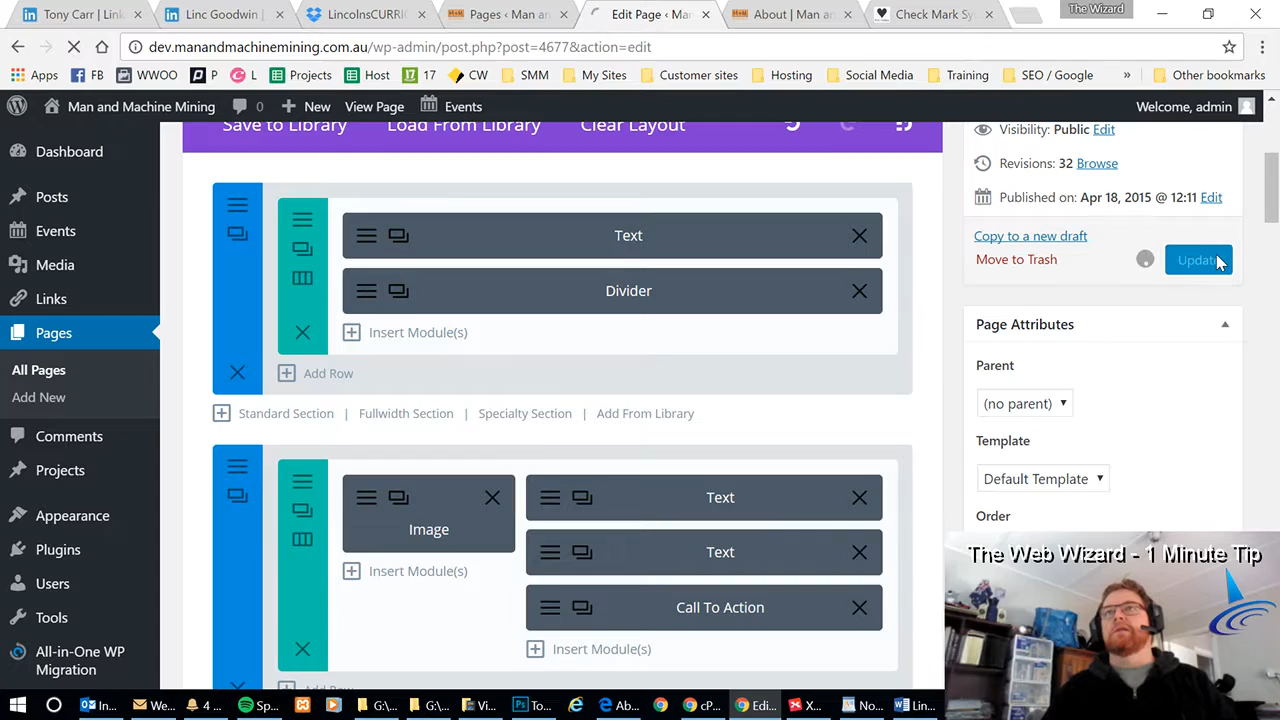 Tony Carr | Link
Linc Goodwin |
LincolnsCURRI
Pages ‹ Man an
Edit Page ‹ Ma
About | Man an
Check Mark Sy
The Wizard
dev.manandmachinemining.com.au/wp-admin/post.php?post=4677&action=edit
Apps
FB
WWOO
P
L
Projects
Host
17
CW
SMM
My Sites
Customer sites
Hosting
Social Media
Training
SEO / Google
»
Other bookmarks
Man and Machine Mining
0
New
View Page
Events
Welcome, admin
Dashboard
Posts
Events
Media
Links
Pages
All Pages
Add New
Comments
Projects
Appearance
Plugins
Users
Tools
All-in-One WP
Migration
Save to Library
Load From Library
Clear Layout
Text
Divider
Insert Module(s)
Add Row
Standard Section | Fullwidth Section | Specialty Section | Add From Library
Image
Insert Module(s)
Text
Text
Call To Action
Insert Module(s)
Add Row
Visibility: Public Edit
Revisions: 32 Browse
Published on: Apr 18, 2015 @ 12:11 Edit
Copy to a new draft
Move to Trash
Update
Page Attributes
Parent
(no parent)
Template
Default Template
Order
The Web Wizard - 1 Minute Tip
In...
We...
4 ...
Sp...
G:\...
G:\...
Vi...
To...
Ab...
cP...
Edi...
X...
No...
Lin...